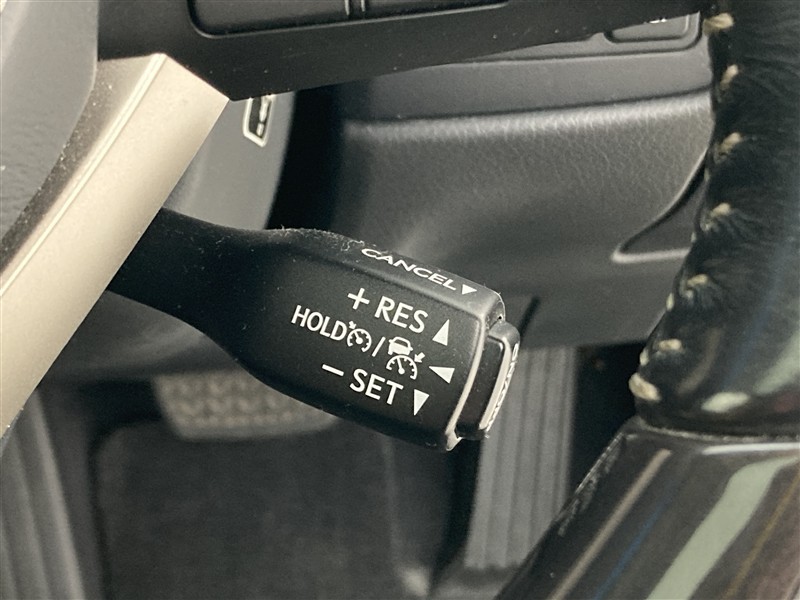 CANCEL▼
+ RES ▲
HOLD / ◀
− SET ▼